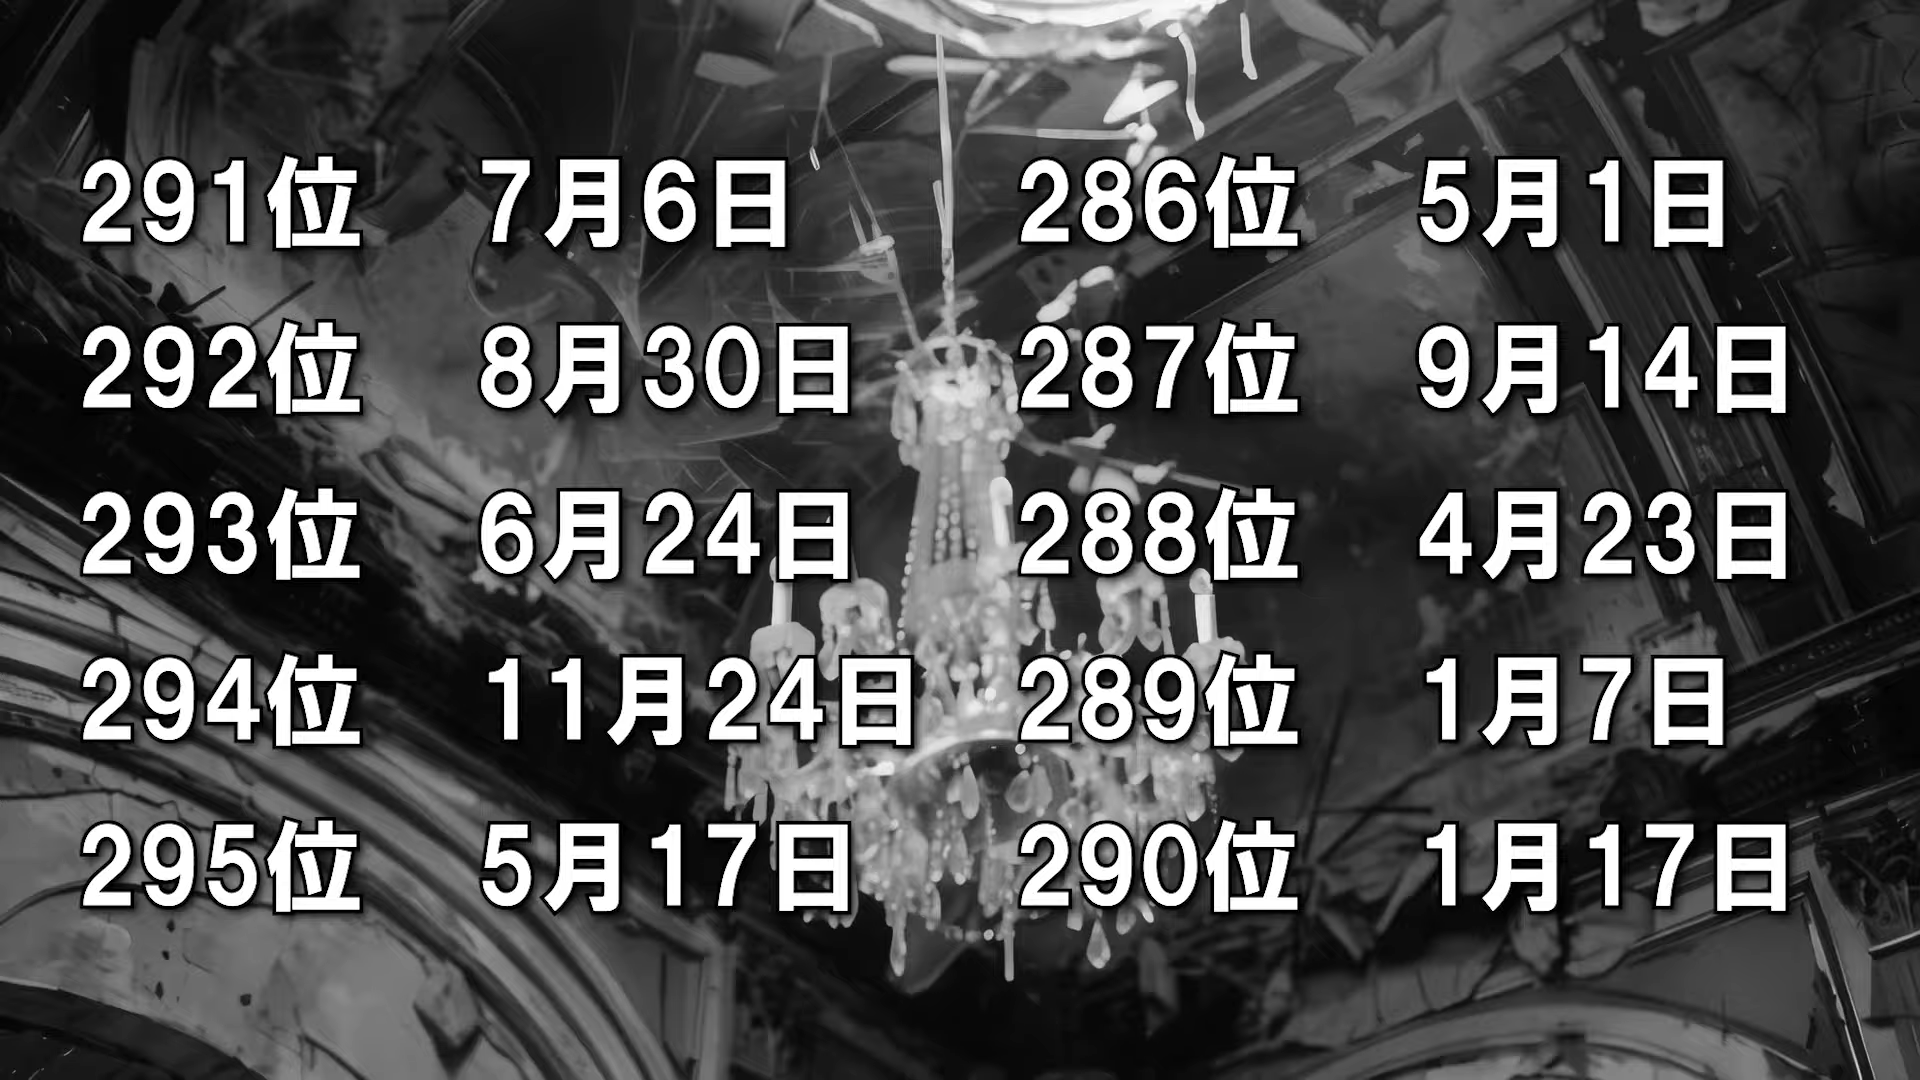 291位 7月6日 286位 5月1日
292位 8月30日 287位 9月14日
293位 6月24日 288位 4月23日
294位 11月24日 289位 1月7日
295位 5月17日 290位 1月17日